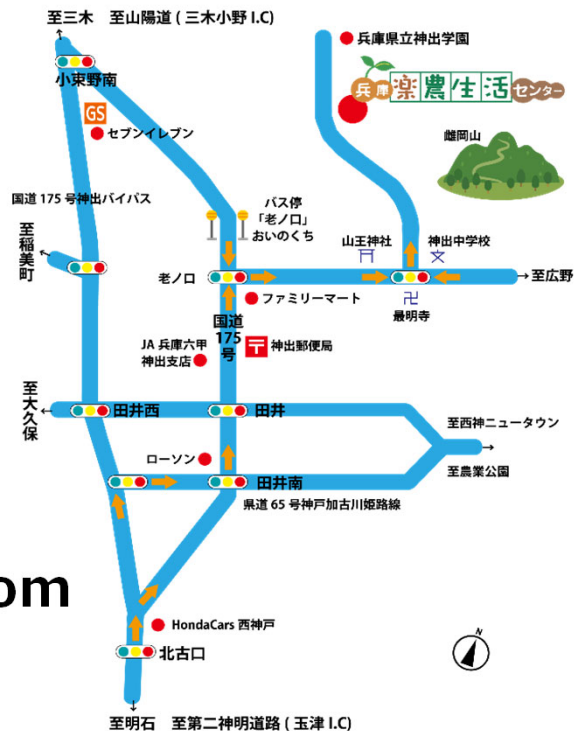 至三木　至山陽道 ( 三木小野 I.C)
小束野南
GS
セブンイレブン
国道 175 号神出バイパス
至稲美町
バス停
「老ノ口」
おいのくち
老ノ口
ファミリーマート
国道
175
号
JA 兵庫六甲
神出支店
〒
神出郵便局
兵庫県立神出学園
兵庫楽農生活センター
雌岡山
山王神社
神出中学校
文
卍
最明寺
→至広野
至大久保
田井西
田井
至西神ニュータウン
至農業公園
ローソン
田井南
県道 65 号神戸加古川姫路線
om
HondaCars 西神戸
北古口
N
至明石　至第二神明道路 ( 玉津 I.C)